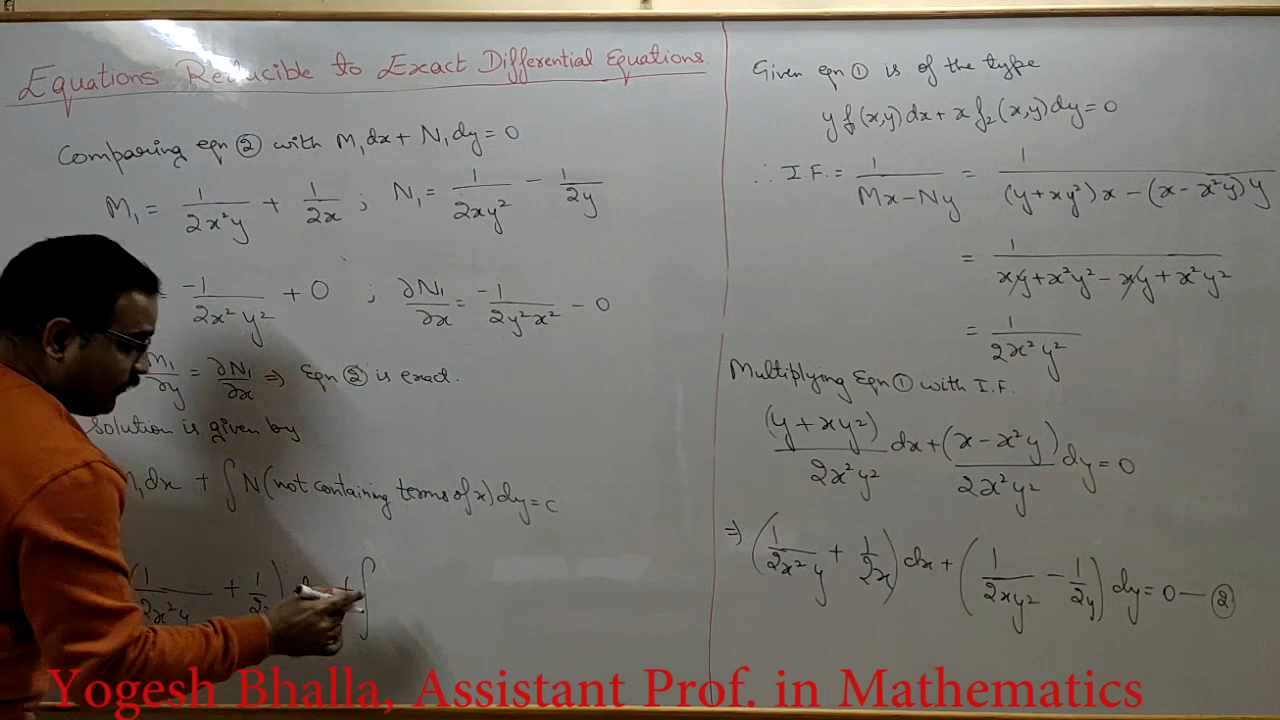 Equations Reducible to Exact Differential Equations
Comparing eqn ② with M₁dx + N₁dy = 0
M₁ = 1/2x²y + 1/2x ; N₁ = 1/2xy² - 1/2y
= -1/2x²y² + 0 ; ∂N₁/∂x = -1/2y²x² - 0
M₁/∂y = ∂N₁/∂x ⇒ Eqn ② is exact.
Solution is given by
M₁dx + ∫N(not containing terms of x)dy = c
(1/2x²y + 1/2x) d + ∫
Given eqn ① is of the type
y f(x,y)dx + x f₂(x,y)dy = 0
∴ I.F. = 1/Mx-Ny = 1/(y+xy²)x - (x-x²y)y
= 1/xy+x²y²-xy+x²y²
= 1/2x²y²
Multiplying Eqn ① with I.F.
(y+xy²)/2x²y² dx + (x-x²y)/2x²y² dy = 0
⇒ (1/2x²y + 1/2x)dx + (1/2xy² - 1/2y)dy = 0 — ②
Yogesh Bhalla, Assistant Prof. in Mathematics